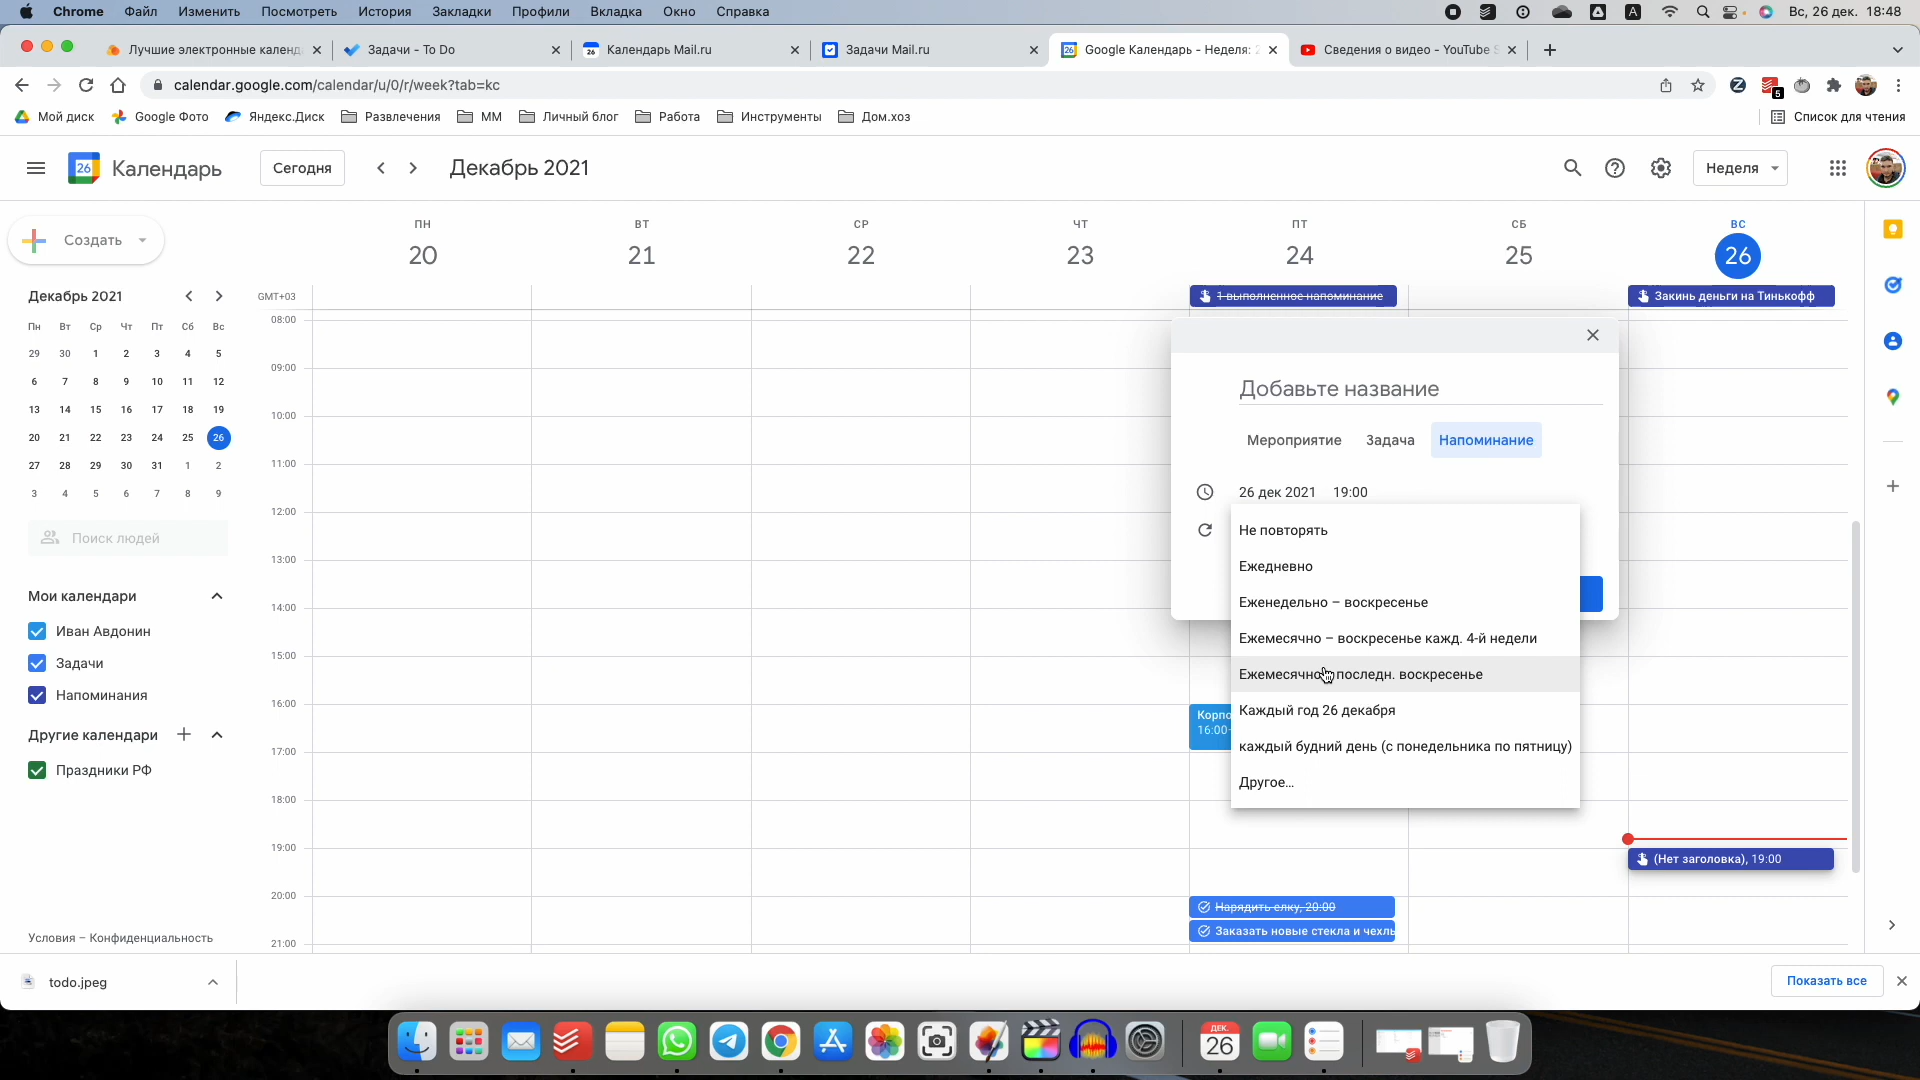 Chrome Файл Изменить Посмотреть История Закладки Профили Вкладка Окно Справка A Вс, 26 дек. 18:48
Лучшие электронные календ Задачи - To Do Календарь Mail.ru Задачи Mail.ru Google Календарь - Неделя: 2 Сведения о видео - YouTube S
calendar.google.com/calendar/u/0/r/week?tab=kc 5
Мой диск Google Фото Яндекс.Диск Развлечения ММ Личный блог Работа Инструменты Дом.хоз Список для чтения
26 Календарь Сегодня Декабрь 2021 Неделя
Создать
ПН ВТ СР ЧТ ПТ СБ ВС
20 21 22 23 24 25 26
Декабрь 2021
GMT+03 1 выполненное напоминание Закинь деньги на Тинькофф
Пн Вт Ср Чт Пт Сб Вс
29 30 1 2 3 4 5
6 7 8 9 10 11 12
13 14 15 16 17 18 19
20 21 22 23 24 25 26
27 28 29 30 31 1 2
3 4 5 6 7 8 9
Поиск людей
Мои календари
Иван Авдонин
Задачи
Напоминания
Другие календари
Праздники РФ
Условия – Конфиденциальность
08:00
09:00
10:00
11:00
12:00
13:00
14:00
15:00
16:00
17:00
18:00
19:00
20:00
21:00
Добавьте название
Мероприятие Задача Напоминание
26 дек 2021 19:00
Не повторять
Ежедневно
Еженедельно – воскресенье
Ежемесячно – воскресенье кажд. 4-й недели
Ежемесячно последн. воскресенье
Каждый год 26 декабря
каждый будний день (с понедельника по пятницу)
Другое…
Корпо
16:00-
(Нет заголовка), 19:00
Нарядить елку, 20:00
Заказать новые стекла и чехль
todo.jpeg Показать все
ДЕК.
26